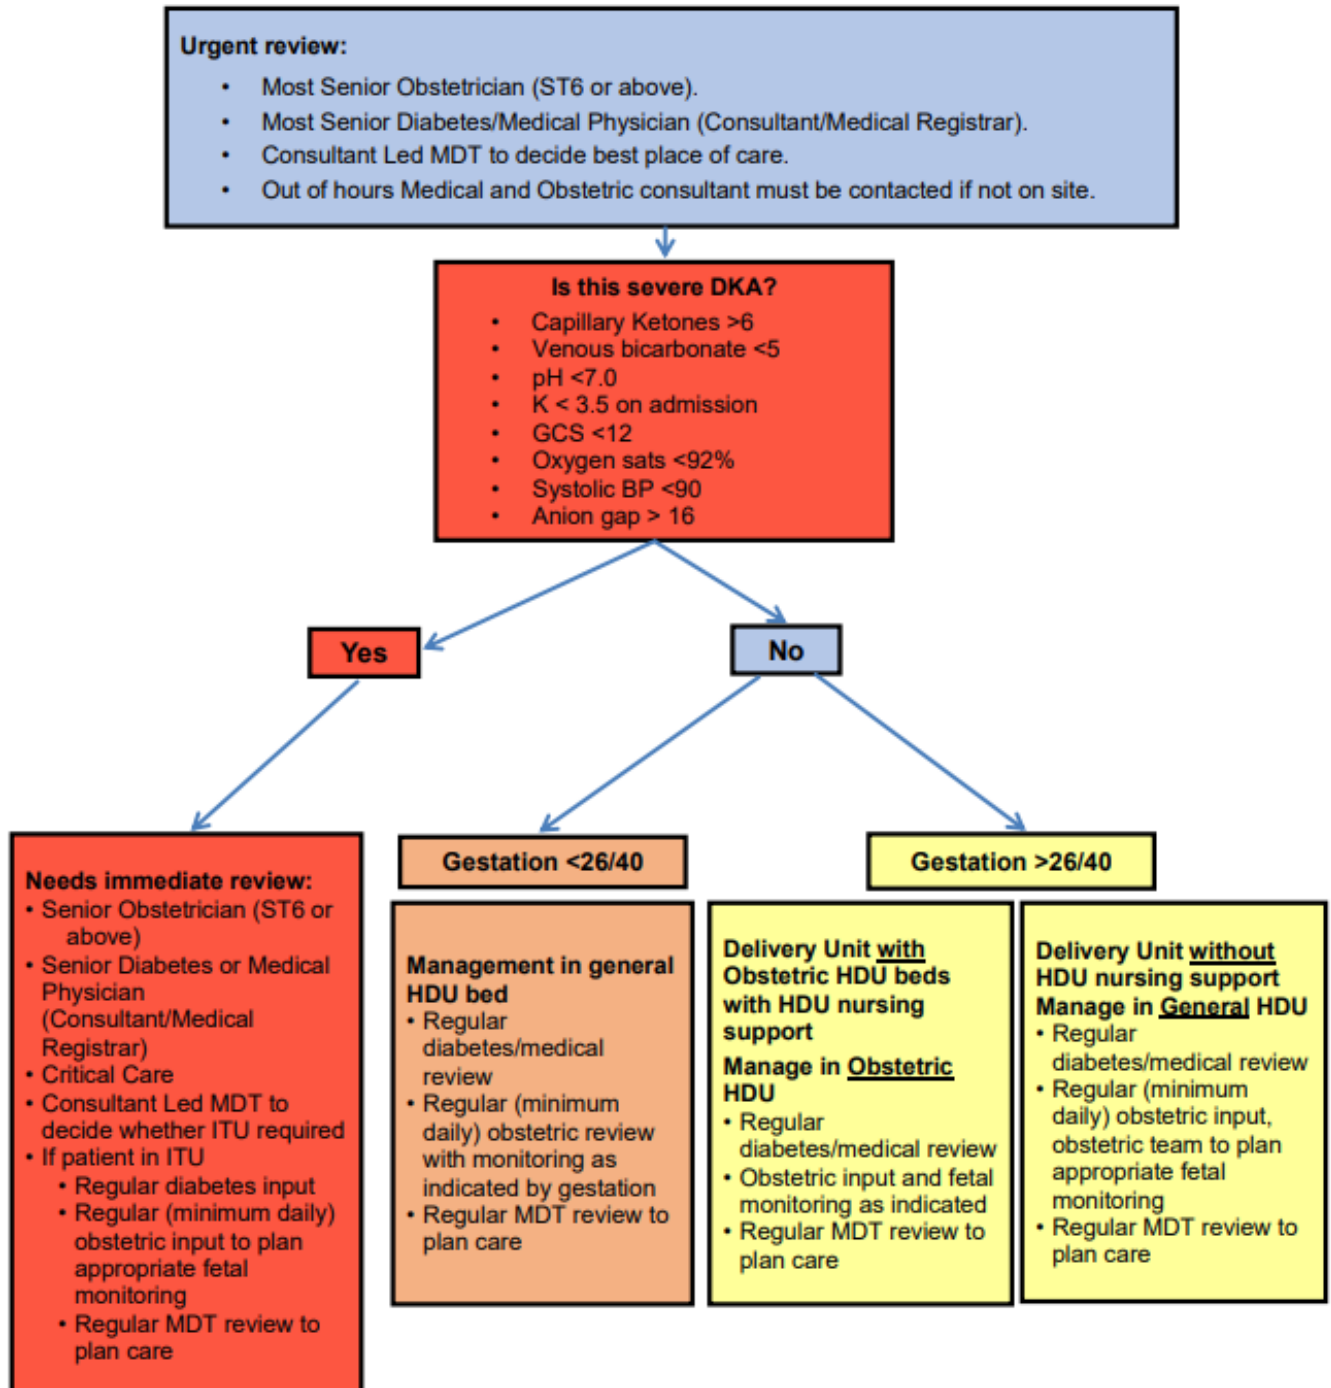 Urgent review:
• Most Senior Obstetrician (ST6 or above).
• Most Senior Diabetes/Medical Physician (Consultant/Medical Registrar).
• Consultant Led MDT to decide best place of care.
• Out of hours Medical and Obstetric consultant must be contacted if not on site.
Is this severe DKA?
• Capillary Ketones >6
• Venous bicarbonate <5
• pH <7.0
• K < 3.5 on admission
• GCS <12
• Oxygen sats <92%
• Systolic BP <90
• Anion gap > 16
Yes
No
Needs immediate review:
• Senior Obstetrician (ST6 or
above)
• Senior Diabetes or Medical
Physician
(Consultant/Medical
Registrar)
• Critical Care
• Consultant Led MDT to
decide whether ITU required
• If patient in ITU
• Regular diabetes input
• Regular (minimum daily)
obstetric input to plan
appropriate fetal
monitoring
• Regular MDT review to
plan care
Gestation <26/40
Management in general
HDU bed
• Regular
diabetes/medical
review
• Regular (minimum
daily) obstetric review
with monitoring as
indicated by gestation
• Regular MDT review to
plan care
Gestation >26/40
Delivery Unit with
Obstetric HDU beds
with HDU nursing
support
Manage in Obstetric
HDU
• Regular
diabetes/medical review
• Obstetric input and fetal
monitoring as indicated
• Regular MDT review to
plan care
Delivery Unit without
HDU nursing support
Manage in General HDU
• Regular
diabetes/medical review
• Regular (minimum
daily) obstetric input,
obstetric team to plan
appropriate fetal
monitoring
• Regular MDT review to
plan care